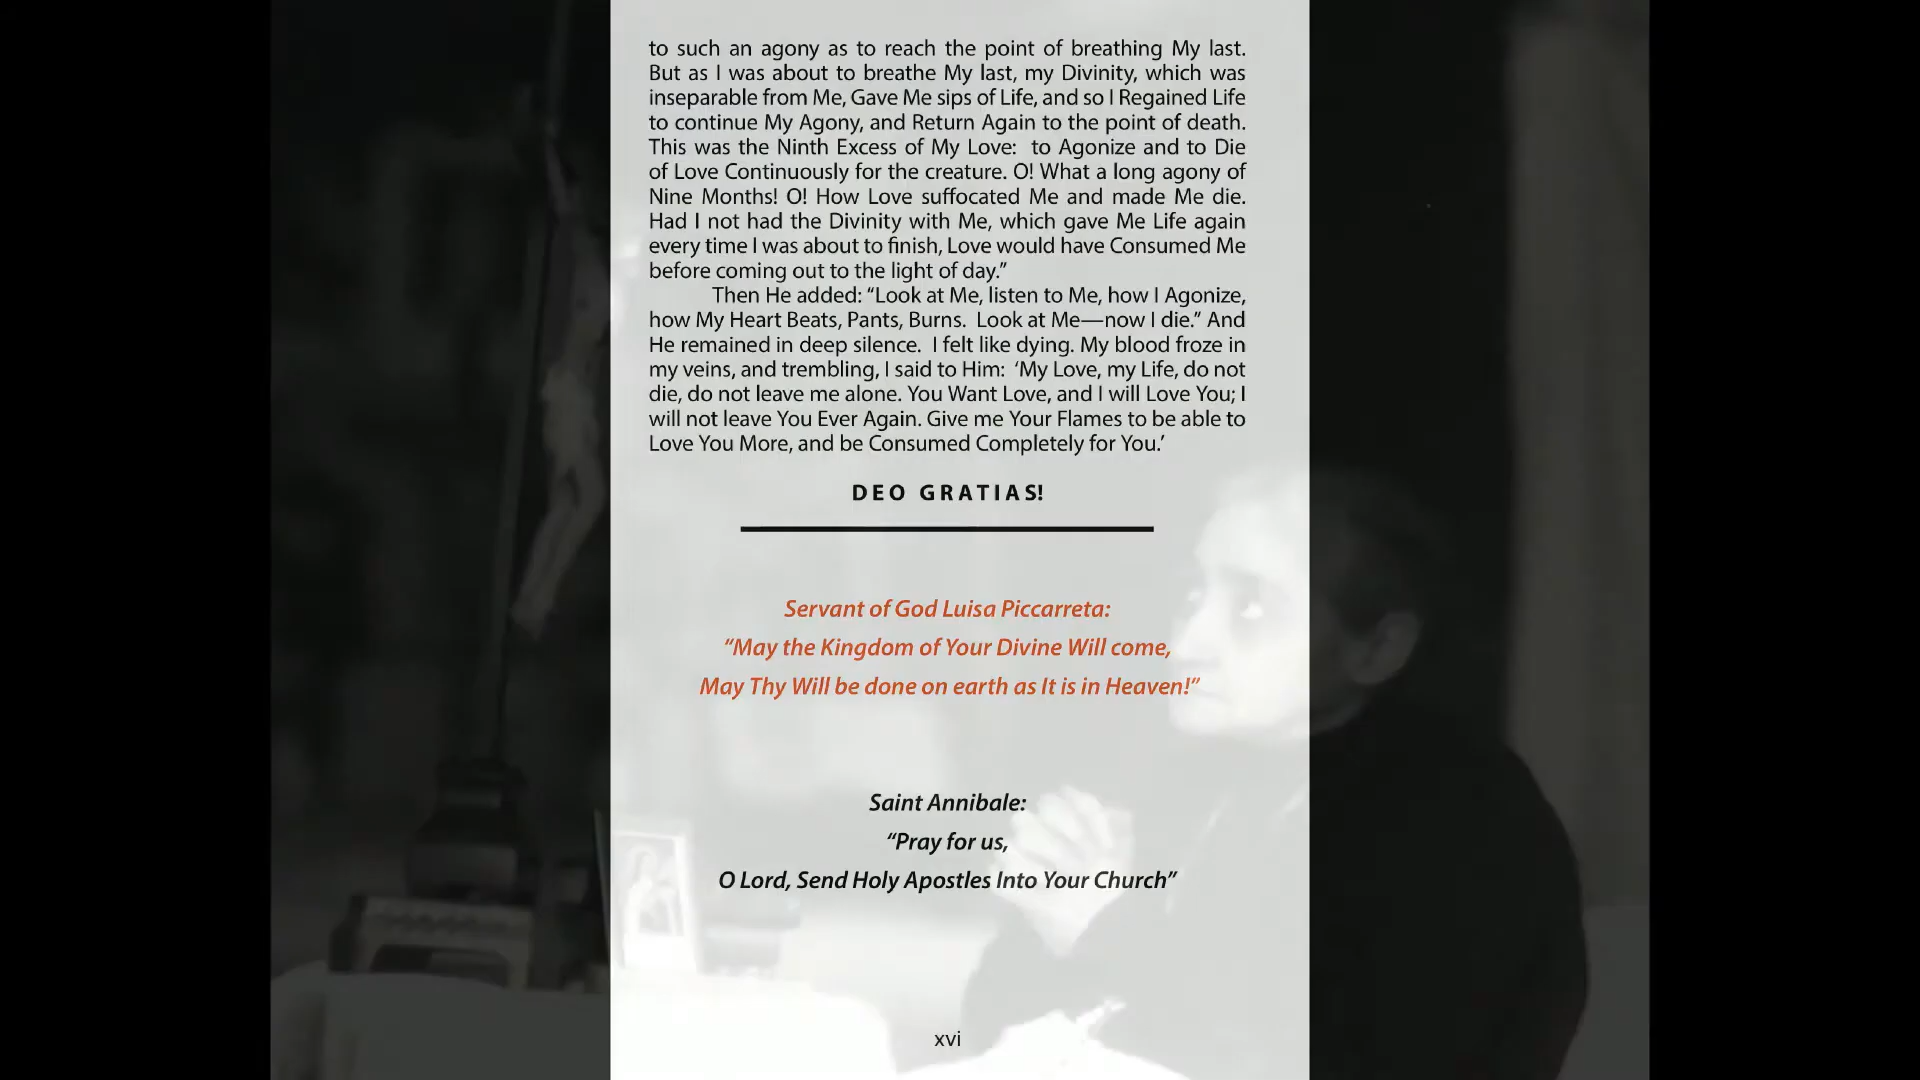 to such an agony as to reach the point of breathing My last.
But as I was about to breathe My last, my Divinity, which was
inseparable from Me, Gave Me sips of Life, and so I Regained Life
to continue My Agony, and Return Again to the point of death.
This was the Ninth Excess of My Love:  to Agonize and to Die
of Love Continuously for the creature. O! What a long agony of
Nine Months! O! How Love suffocated Me and made Me die.
Had I not had the Divinity with Me, which gave Me Life again
every time I was about to finish, Love would have Consumed Me
before coming out to the light of day.”
Then He added: “Look at Me, listen to Me, how I Agonize,
how My Heart Beats, Pants, Burns.  Look at Me—now I die.” And
He remained in deep silence.  I felt like dying. My blood froze in
my veins, and trembling, I said to Him:  ‘My Love, my Life, do not
die, do not leave me alone. You Want Love, and I will Love You; I
will not leave You Ever Again. Give me Your Flames to be able to
Love You More, and be Consumed Completely for You.’
DEO GRATIAS!
Servant of God Luisa Piccarreta:
“May the Kingdom of Your Divine Will come,
May Thy Will be done on earth as It is in Heaven!”
Saint Annibale:
“Pray for us,
O Lord, Send Holy Apostles Into Your Church”
xvi